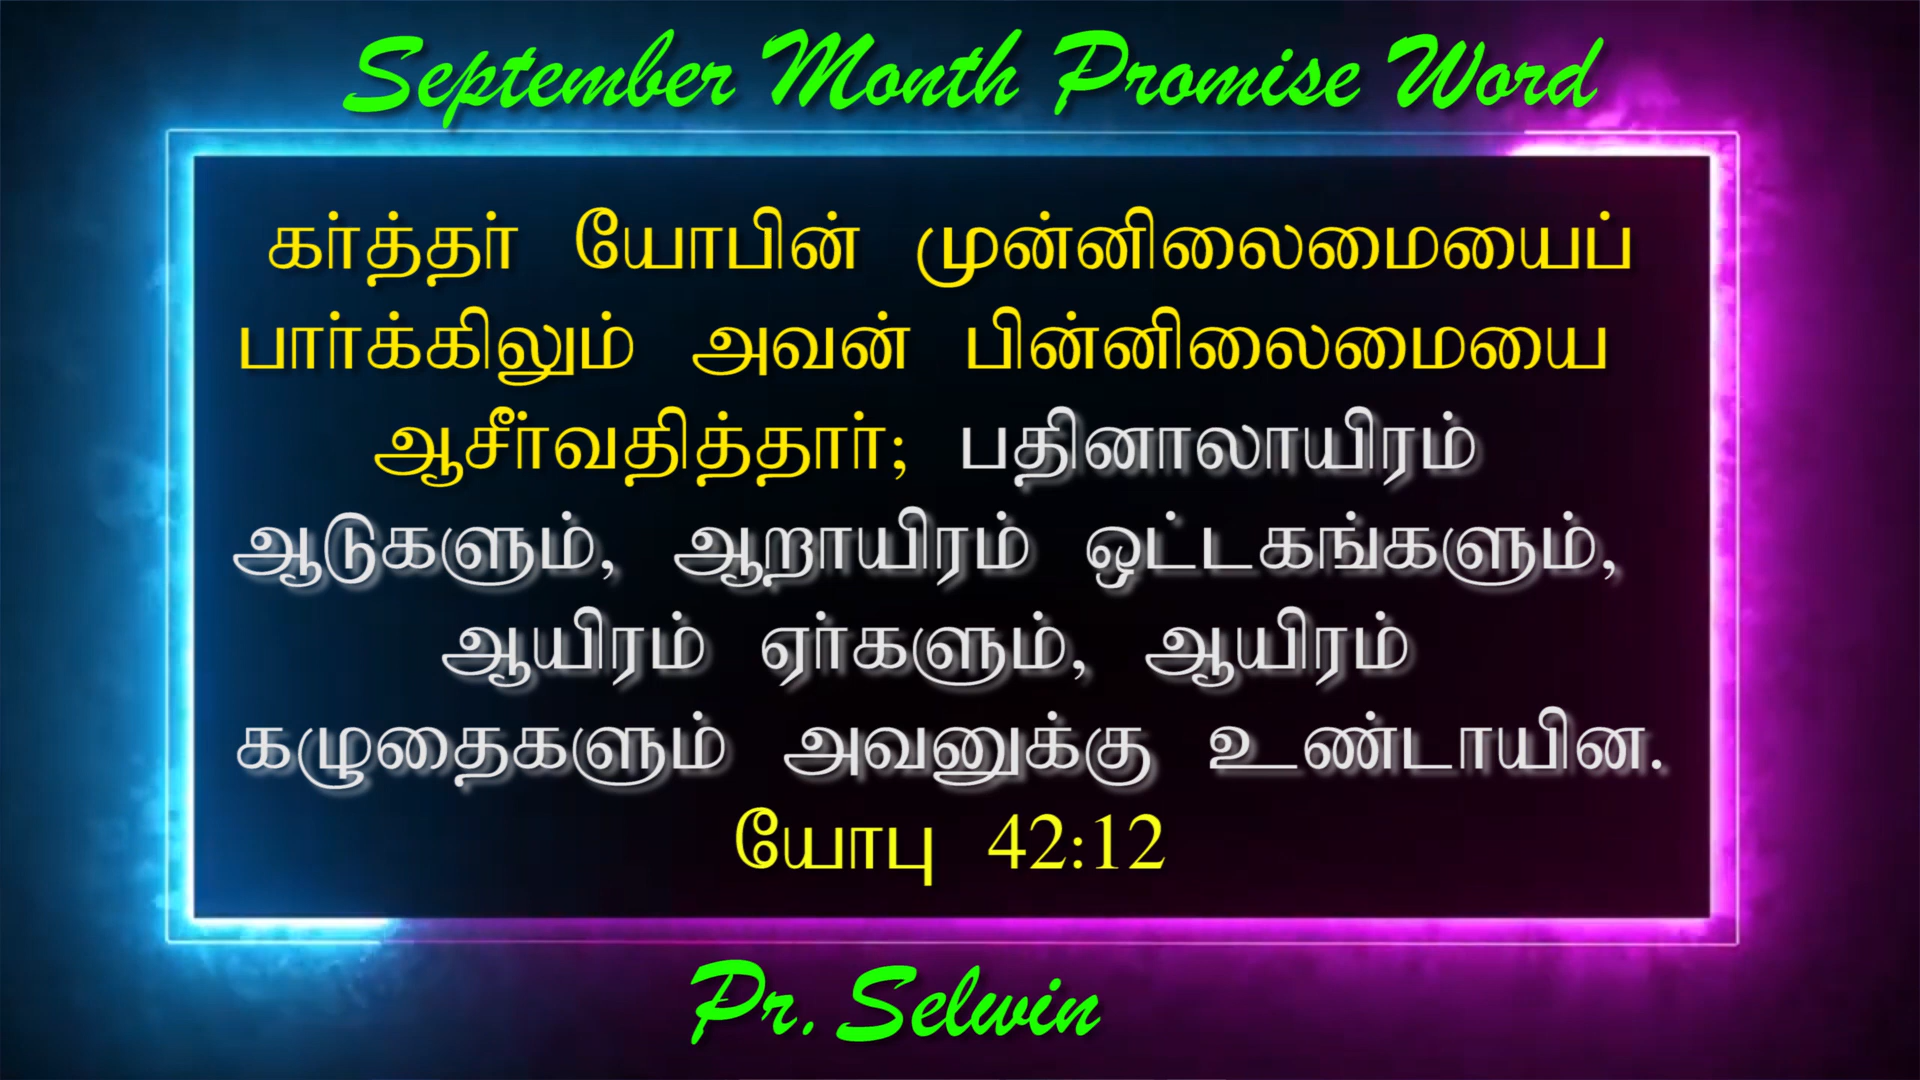 September Month Promise Word
கர்த்தர் யோபின் முன்னிலைமையைப்
பார்க்கிலும் அவன் பின்னிலைமையை
ஆசீர்வதித்தார்; பதினாலாயிரம்
ஆடுகளும், ஆறாயிரம் ஒட்டகங்களும்,
ஆயிரம் ஏர்களும், ஆயிரம்
கழுதைகளும் அவனுக்கு உண்டாயின.
யோபு 42:12
Pr. Selwin